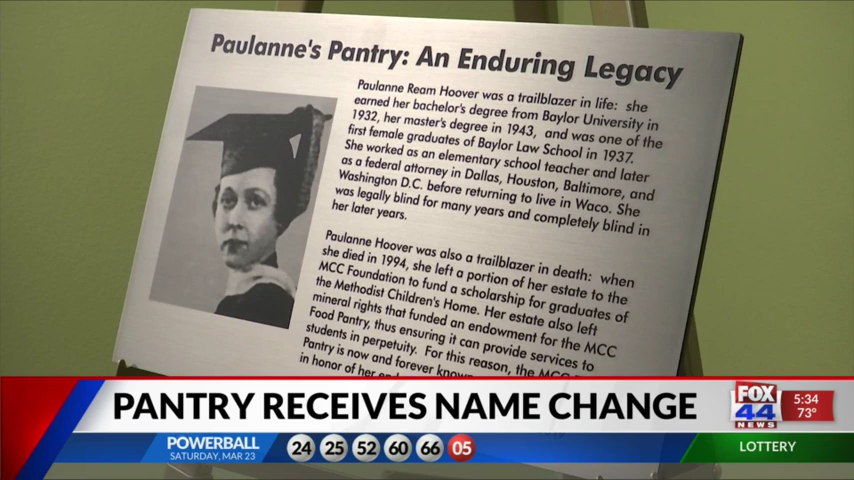 Paulanne's Pantry: An Enduring Legacy
Paulanne Ream Hoover was a trailblazer in life: she
earned her bachelor's degree from Baylor University in
1932, her master's degree in 1943, and was one of the
first female graduates of Baylor Law School in 1937.
She worked as an elementary school teacher and later
as a federal attorney in Dallas, Houston, Baltimore, and
Washington D.C. before returning to live in Waco. She
was legally blind for many years and completely blind in
her later years.
Paulanne Hoover was also a trailblazer in death: when
she died in 1994, she left a portion of her estate to the
MCC Foundation to fund a scholarship for graduates of
the Methodist Children's Home. Her estate also left
mineral rights that funded an endowment for the MCC
Food Pantry, thus ensuring it can provide services to
students in perpetuity. For this reason, the MCC
Pantry is now and forever known
in honor of her
PANTRY RECEIVES NAME CHANGE
FOX
44
NEWS
5:34
73°
POWERBALL
SATURDAY, MAR 23
24 25 52 60 66 05
LOTTERY